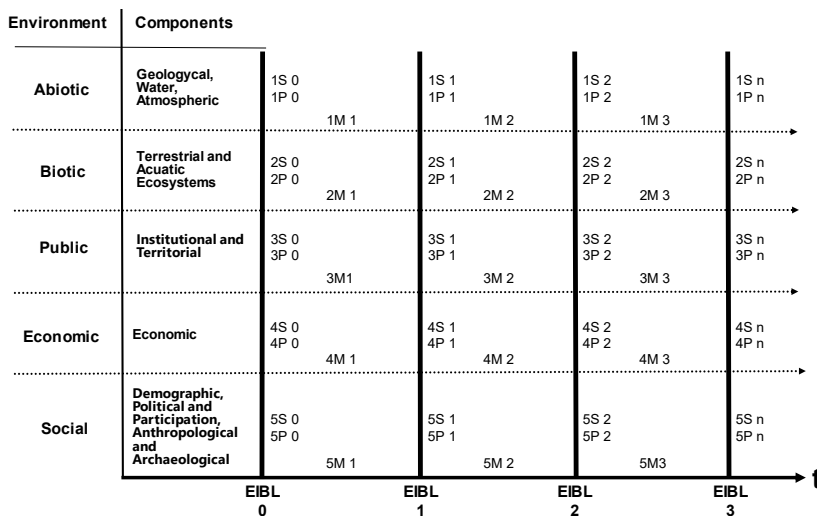 Environment Components
Abiotic
Geologycal,
Water,
Atmospheric
1S 0 1S 1 1S 2 1S n
1P 0 1P 1 1P 2 1P n
1M 1 1M 2 1M 3
Biotic
Terrestrial and
Acuatic
Ecosystems
2S 0 2S 1 2S 2 2S n
2P 0 2P 1 2P 2 2P n
2M 1 2M 2 2M 3
Public
Institutional and
Territorial
3S 0 3S 1 3S 2 3S n
3P 0 3P 1 3P 2 3P n
3M1 3M 2 3M 3
Economic
Economic
4S 0 4S 1 4S 2 4S n
4P 0 4P 1 4P 2 4P n
4M 1 4M 2 4M 3
Social
Demographic,
Political and
Participation,
Anthropological
and
Archaeological
5S 0 5S 1 5S 2 5S n
5P 0 5P 1 5P 2 5P n
5M 1 5M 2 5M3
t
EIBL EIBL EIBL EIBL
0 1 2 3